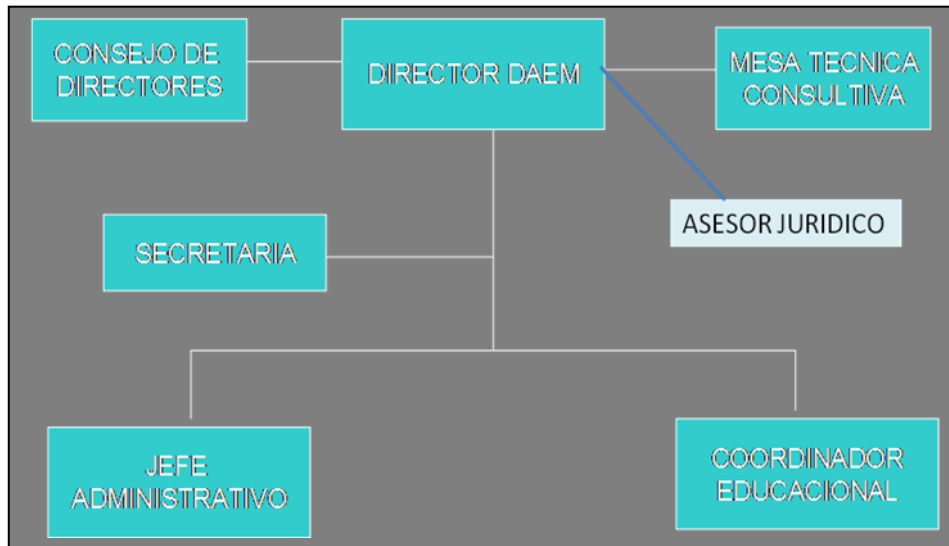 CONSEJO DE
DIRECTORES
DIRECTOR DAEM
MESA TECNICA
CONSULTIVA
ASESOR JURIDICO
SECRETARIA
JEFE
ADMINISTRATIVO
COORDINADOR
EDUCACIONAL